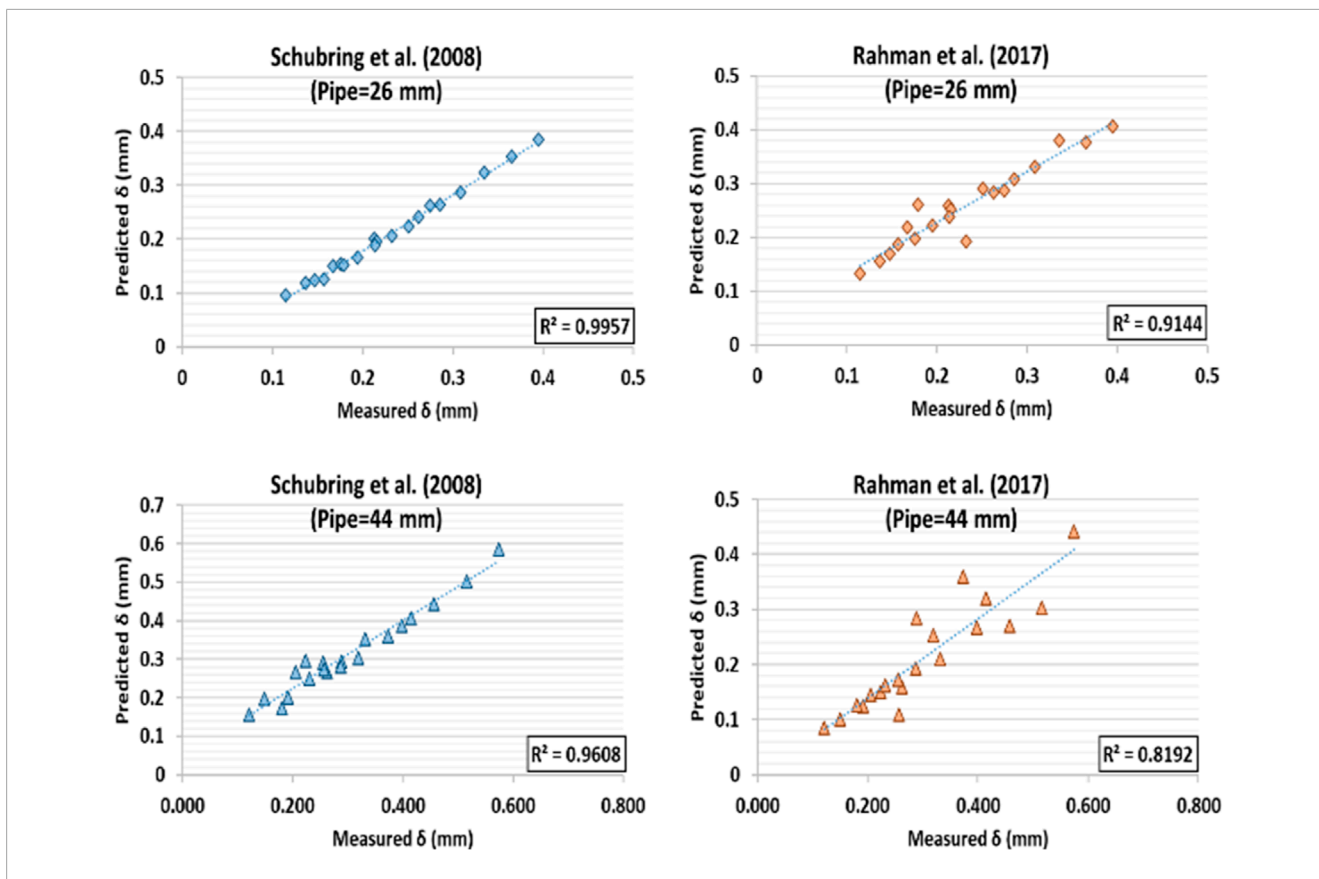 Schubring et al. (2008)
(Pipe=26 mm)
Predicted δ (mm)
0.5
0.4
0.3
0.2
0.1
0
R² = 0.9957
0 0.1 0.2 0.3 0.4 0.5
Measured δ (mm)
Rahman et al. (2017)
(Pipe=26 mm)
Predicted δ (mm)
0.5
0.4
0.3
0.2
0.1
0
R² = 0.9144
0 0.1 0.2 0.3 0.4 0.5
Measured δ (mm)
Schubring et al. (2008)
(Pipe=44 mm)
Predicted δ (mm)
0.7
0.6
0.5
0.4
0.3
0.2
0.1
0
R² = 0.9608
0.000 0.200 0.400 0.600 0.800
Measured δ (mm)
Rahman et al. (2017)
(Pipe=44 mm)
Predicted δ (mm)
0.5
0.4
0.3
0.2
0.1
0
R² = 0.8192
0.000 0.200 0.400 0.600 0.800
Measured δ (mm)